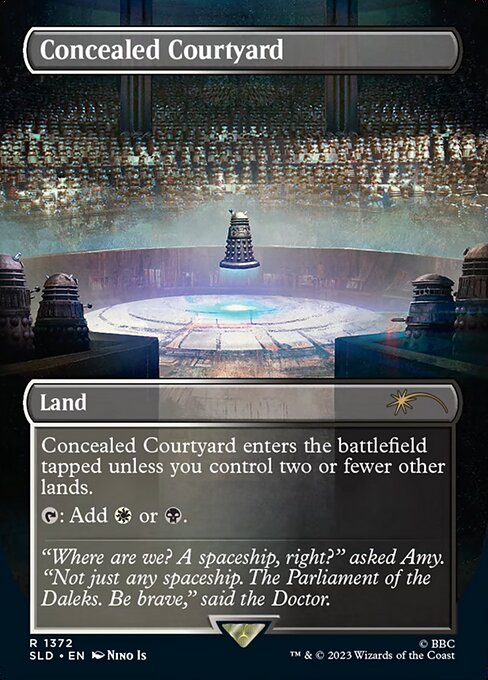 Concealed Courtyard
Land
Concealed Courtyard enters the battlefield
tapped unless you control two or fewer other
lands.
: Add or .
“Where are we? A spaceship, right?” asked Amy.
“Not just any spaceship. The Parliament of the
Daleks. Be brave,” said the Doctor.
R 1372
SLD • EN Nino Is
© BBC
™ & © 2023 Wizards of the Coast